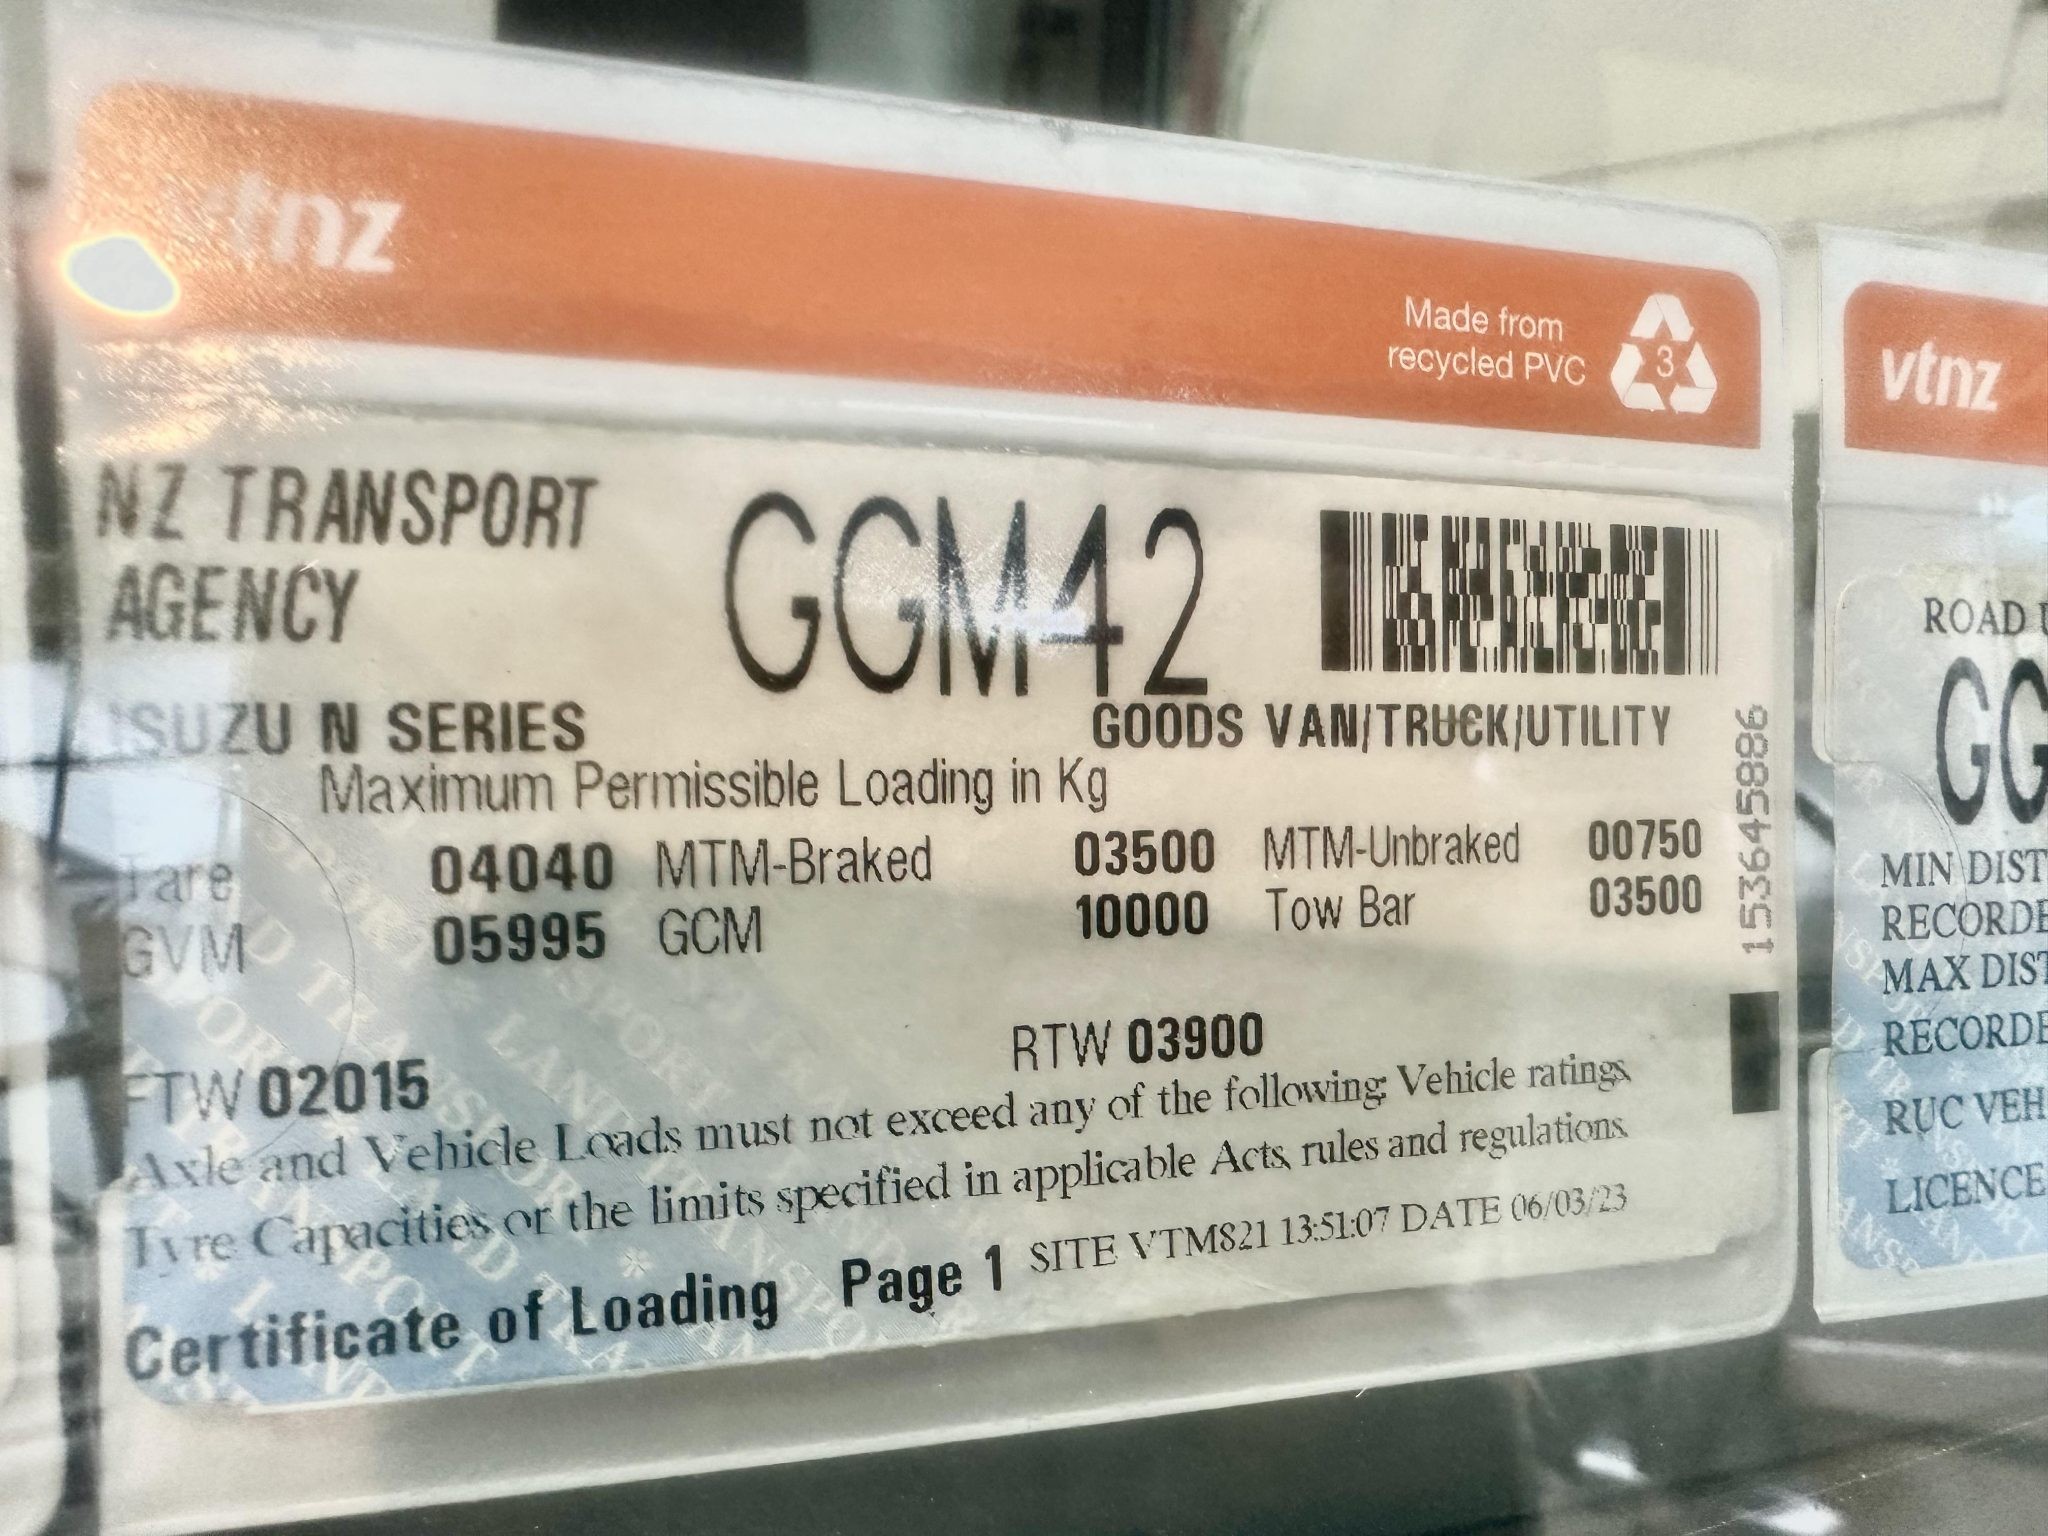 vtnz
Made from
recycled PVC
3
NZ TRANSPORT
AGENCY
GGM42
ISUZU N SERIES
GOODS VAN/TRUCK/UTILITY
Maximum Permissible Loading in Kg
Tare 04040 MTM-Braked 03500 MTM-Unbraked 00750
GVM 05995 GCM 10000 Tow Bar 03500
FTW 02015 RTW 03900
Axle and Vehicle Loads must not exceed any of the following: Vehicle ratings,
Tyre Capacities or the limits specified in applicable Acts, rules and regulations.
Certificate of Loading Page 1 SITE VTM821 13:51:07 DATE 06/03/23
1536645886
vtnz
ROAD
GG
MIN DIST
RECORDE
MAX DIST
RECORDE
RUC VEH
LICENCE